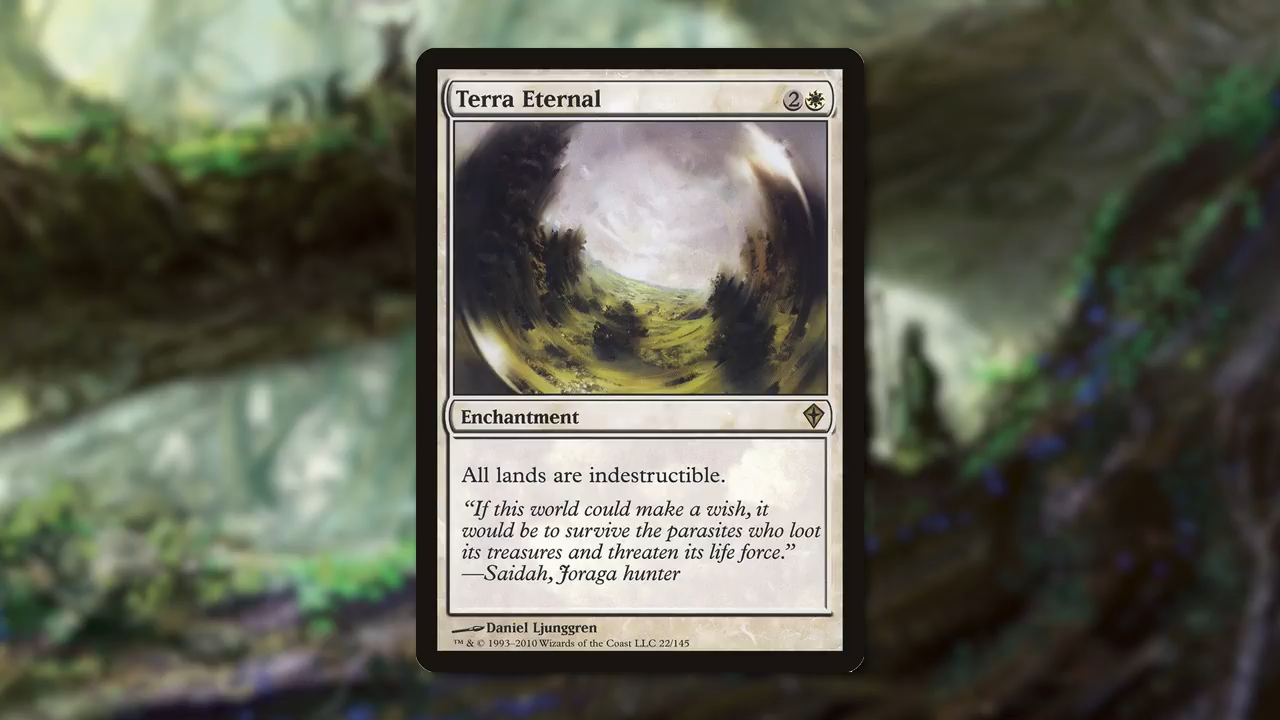 Terra Eternal 2
Enchantment
All lands are indestructible.
“If this world could make a wish, it
would be to survive the parasites who loot
its treasures and threaten its life force.”
—Saidah, Joraga hunter
Daniel Ljunggren
™ & © 1993–2010 Wizards of the Coast LLC 22/145